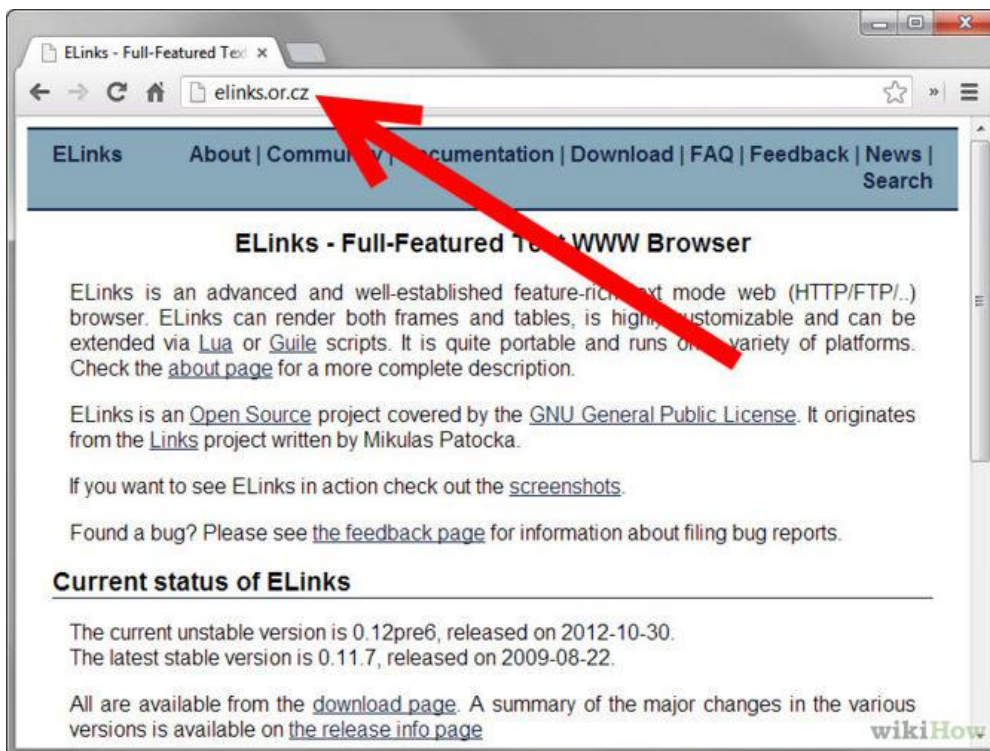 ELinks - Full-Featured Tex
elinks.or.cz
ELinks About | Community | Documentation | Download | FAQ | Feedback | News |
Search
ELinks - Full-Featured Text WWW Browser
ELinks is an advanced and well-established feature-rich text mode web (HTTP/FTP/..)
browser. ELinks can render both frames and tables, is highly customizable and can be
extended via Lua or Guile scripts. It is quite portable and runs on a variety of platforms.
Check the about page for a more complete description.
ELinks is an Open Source project covered by the GNU General Public License. It originates
from the Links project written by Mikulas Patocka.
If you want to see ELinks in action check out the screenshots.
Found a bug? Please see the feedback page for information about filing bug reports.
Current status of ELinks
The current unstable version is 0.12pre6, released on 2012-10-30.
The latest stable version is 0.11.7, released on 2009-08-22.
All are available from the download page. A summary of the major changes in the various
versions is available on the release info page
wikiHow